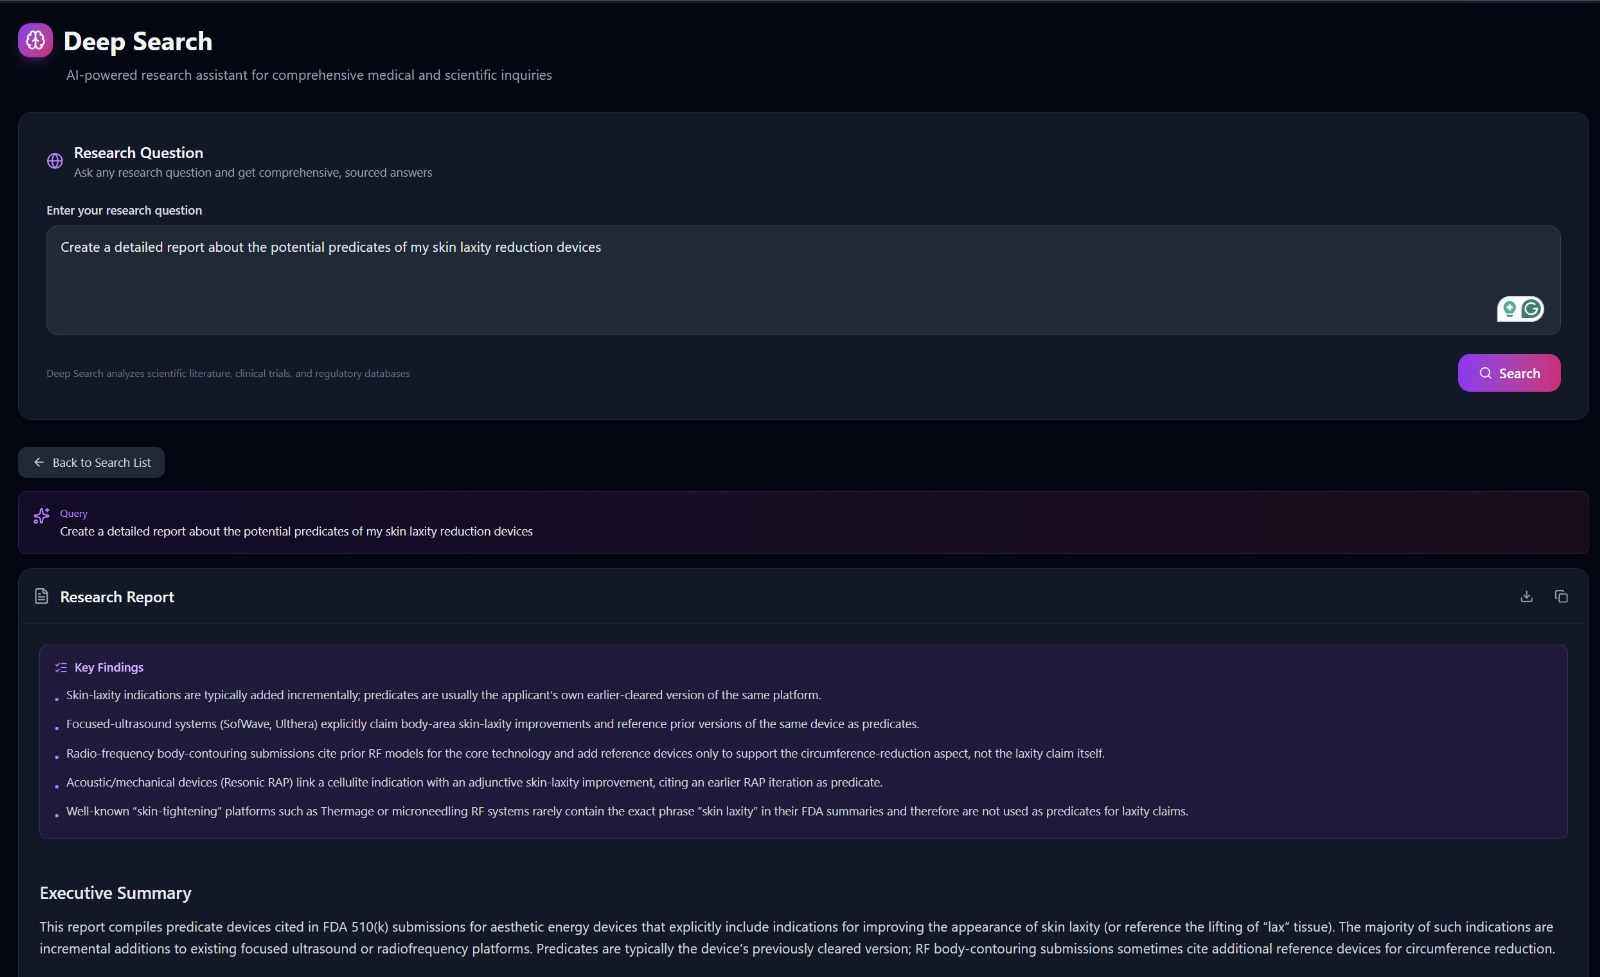 Deep Search
AI-powered research assistant for comprehensive medical and scientific inquiries
Research Question
Ask any research question and get comprehensive, sourced answers
Enter your research question
Create a detailed report about the potential predicates of my skin laxity reduction devices
Deep Search analyzes scientific literature, clinical trials, and regulatory databases
Search
Back to Search List
Query
Create a detailed report about the potential predicates of my skin laxity reduction devices
Research Report
Key Findings
Skin-laxity indications are typically added incrementally; predicates are usually the applicant's own earlier-cleared version of the same platform.
Focused-ultrasound systems (SofWave, Ulthera) explicitly claim body-area skin-laxity improvements and reference prior versions of the same device as predicates.
Radio-frequency body-contouring submissions cite prior RF models for the core technology and add reference devices only to support the circumference-reduction aspect, not the laxity claim itself.
Acoustic/mechanical devices (Resonic RAP) link a cellulite indication with an adjunctive skin-laxity improvement, citing an earlier RAP iteration as predicate.
Well-known "skin-tightening" platforms such as Thermage or microneedling RF systems rarely contain the exact phrase "skin laxity" in their FDA summaries and therefore are not used as predicates for laxity claims.
Executive Summary
This report compiles predicate devices cited in FDA 510(k) submissions for aesthetic energy devices that explicitly include indications for improving the appearance of skin laxity (or reference the lifting of "lax" tissue). The majority of such indications are
incremental additions to existing focused ultrasound or radiofrequency platforms. Predicates are typically the device's previously cleared version; RF body-contouring submissions sometimes cite additional reference devices for circumference reduction.